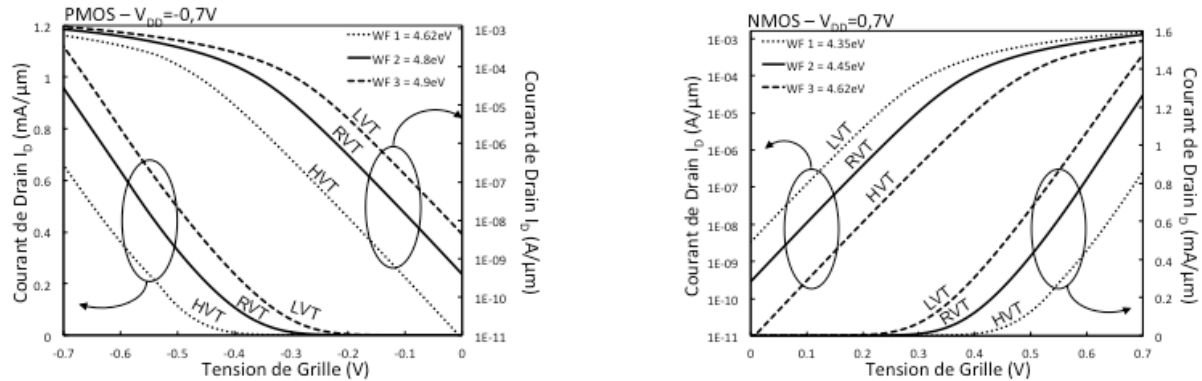 PMOS – V_DD=-0,7V
WF 1 = 4.62eV
WF 2 = 4.8eV
WF 3 = 4.9eV
1.2
1
0.8
0.6
0.4
0.2
0
Courant de Drain I_D (mA/µm)
1E-03
1E-04
1E-05
1E-06
1E-07
1E-08
1E-09
1E-10
1E-11
Courant de Drain I_D (A/µm)
LVT
RVT
HVT
HVT
RVT
LVT
-0.7 -0.6 -0.5 -0.4 -0.3 -0.2 -0.1 0
Tension de Grille (V)
NMOS – V_DD=0,7V
WF 1 = 4.35eV
WF 2 = 4.45eV
WF 3 = 4.62eV
1E-03
1E-04
1E-05
1E-06
1E-07
1E-08
1E-09
1E-10
1E-11
Courant de Drain I_D (A/µm)
1.6
1.4
1.2
1
0.8
0.6
0.4
0.2
0
Courant de Drain I_D (mA/µm)
LVT
RVT
HVT
LVT
RVT
HVT
0 0.1 0.2 0.3 0.4 0.5 0.6 0.7
Tension de Grille (V)